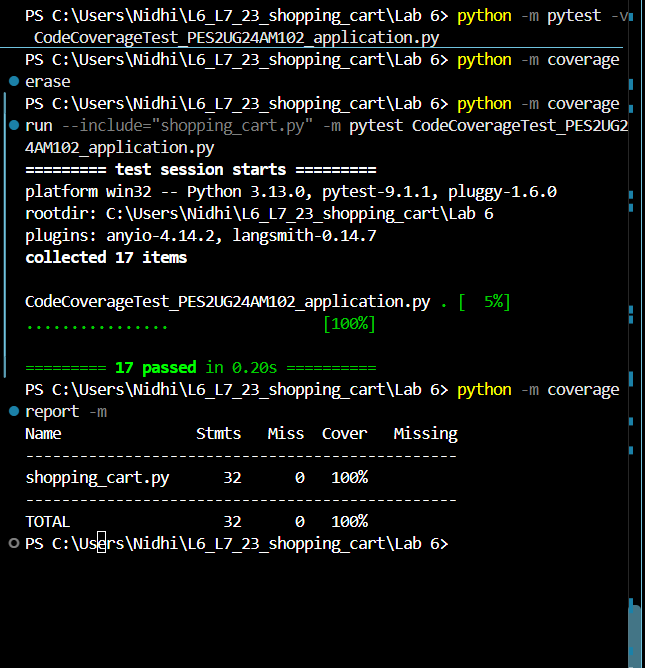 PS C:\Users\Nidhi\L6_L7_23_shopping_cart\Lab 6> python -m pytest -v
CodeCoverageTest_PES2UG24AM102_application.py
PS C:\Users\Nidhi\L6_L7_23_shopping_cart\Lab 6> python -m coverage
erase
PS C:\Users\Nidhi\L6_L7_23_shopping_cart\Lab 6> python -m coverage
run --include="shopping_cart.py" -m pytest CodeCoverageTest_PES2UG2
4AM102_application.py
========= test session starts =========
platform win32 -- Python 3.13.0, pytest-9.1.1, pluggy-1.6.0
rootdir: C:\Users\Nidhi\L6_L7_23_shopping_cart\Lab 6
plugins: anyio-4.14.2, langsmith-0.14.7
collected 17 items
CodeCoverageTest_PES2UG24AM102_application.py . [  5%]
................                 [100%]
========= 17 passed in 0.20s ==========
PS C:\Users\Nidhi\L6_L7_23_shopping_cart\Lab 6> python -m coverage
report -m
Name               Stmts   Miss  Cover   Missing
------------------------------------------------
shopping_cart.py      32      0   100%
------------------------------------------------
TOTAL                 32      0   100%
PS C:\Users\Nidhi\L6_L7_23_shopping_cart\Lab 6>